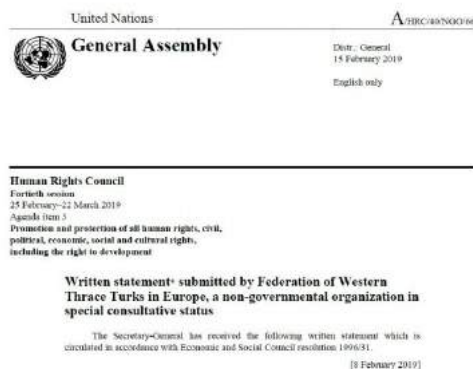 United Nations
A/HRC/40/NGO/66
General Assembly
Distr.: General
15 February 2019
English only
Human Rights Council
Fortieth session
25 February–22 March 2019
Agenda item 3
Promotion and protection of all human rights, civil,
political, economic, social and cultural rights,
including the right to development
Written statement* submitted by Federation of Western
Thrace Turks in Europe, a non-governmental organization in
special consultative status
The Secretary-General has received the following written statement which is
circulated in accordance with Economic and Social Council resolution 1996/31.
[8 February 2019]